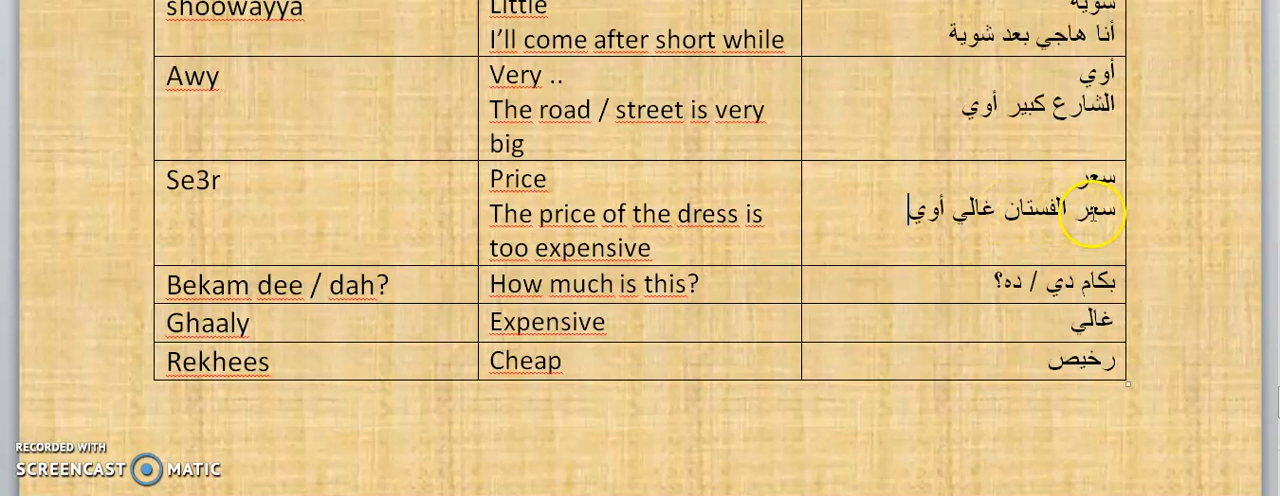 shoowayya
Little
شوية
I'll come after short while
أنا هاجي بعد شوية
Awy
Very ..
أوي
The road / street is very
big
الشارع كبير أوي
Se3r
Price
سعر
The price of the dress is
too expensive
سعر الفستان غالي أوي
Bekam dee / dah?
How much is this?
بكام دي / ده؟
Ghaaly
Expensive
غالي
Rekhees
Cheap
رخيص
RECORDED WITH
SCREENCAST MATIC